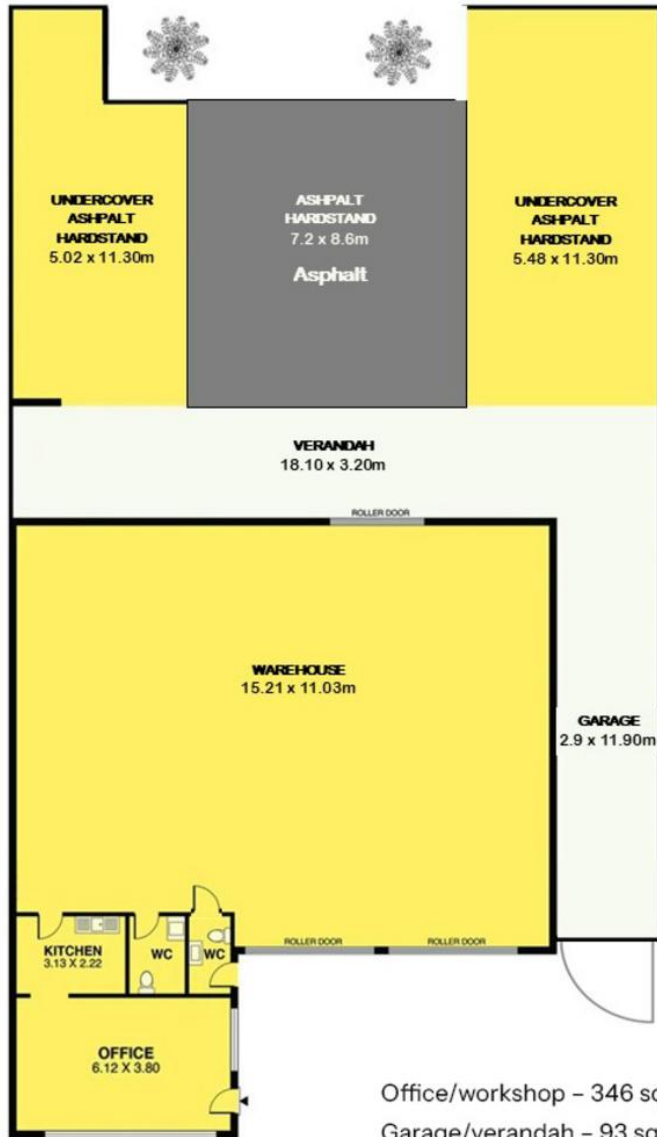 UNDERCOVER
ASHPALT
HARDSTAND
5.02 x 11.30m
ASHPALT
HARDSTAND
7.2 x 8.6m
Asphalt
UNDERCOVER
ASHPALT
HARDSTAND
5.48 x 11.30m
VERANDAH
18.10 x 3.20m
ROLLER DOOR
WAREHOUSE
15.21 x 11.03m
GARAGE
2.9 x 11.90m
KITCHEN
3.13 X 2.22
WC
WC
ROLLER DOOR
ROLLER DOOR
OFFICE
6.12 X 3.80
Office/workshop – 346 s
Garage/verandah – 93 sq